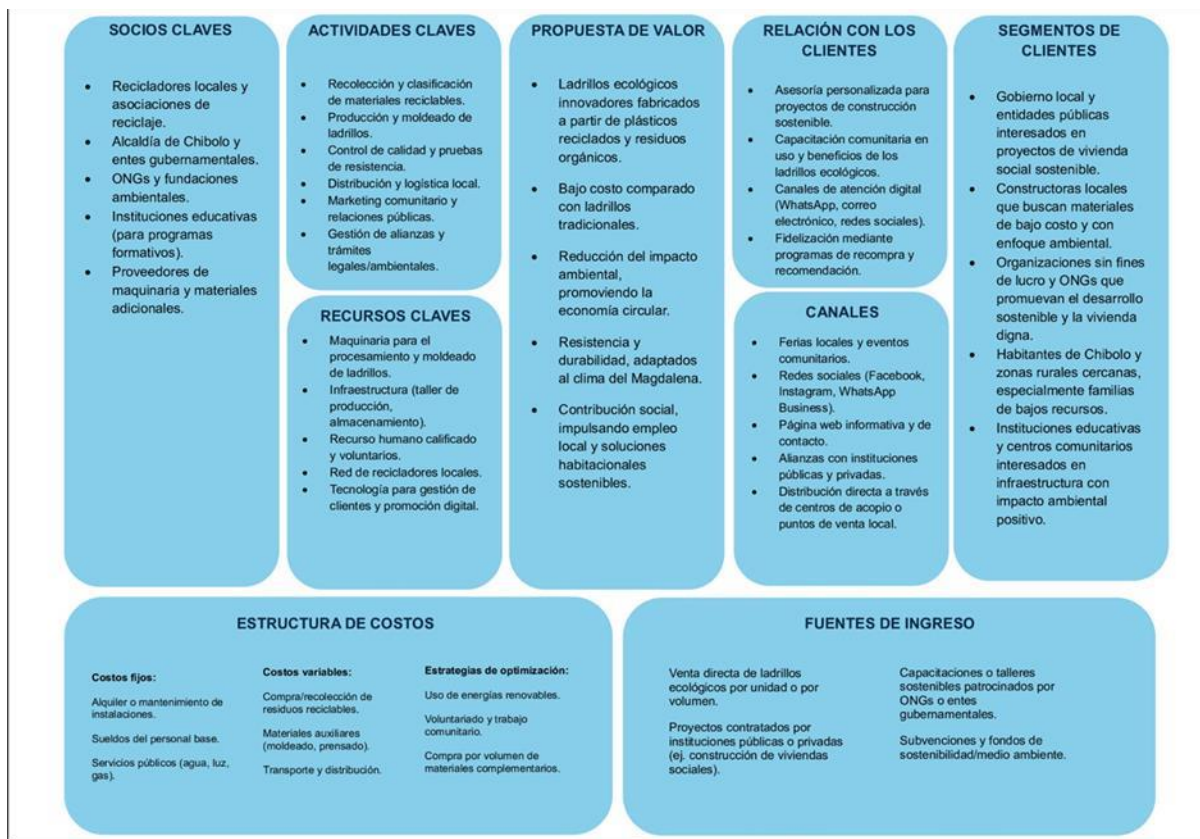 SOCIOS CLAVES
• Recicladores locales y
asociaciones de
reciclaje.
• Alcaldía de Chibolo y
entes gubernamentales.
• ONGs y fundaciones
ambientales.
• Instituciones educativas
(para programas
formativos).
• Proveedores de
maquinaria y materiales
adicionales.
ACTIVIDADES CLAVES
• Recolección y clasificación
de materiales reciclables.
• Producción y moldeado de
ladrillos.
• Control de calidad y pruebas
de resistencia.
• Distribución y logística local.
• Marketing comunitario y
relaciones públicas.
• Gestión de alianzas y
trámites
legales/ambientales.
RECURSOS CLAVES
• Maquinaria para el
procesamiento y moldeado
de ladrillos.
• Infraestructura (taller de
producción,
almacenamiento).
• Recurso humano calificado
y voluntarios.
• Red de recicladores locales.
• Tecnología para gestión de
clientes y promoción digital.
PROPUESTA DE VALOR
• Ladrillos ecológicos
innovadores fabricados
a partir de plásticos
reciclados y residuos
orgánicos.
• Bajo costo comparado
con ladrillos
tradicionales.
• Reducción del impacto
ambiental,
promoviendo la
economía circular.
• Resistencia y
durabilidad, adaptados
al clima del Magdalena.
• Contribución social,
impulsando empleo
local y soluciones
habitacionales
sostenibles.
RELACIÓN CON LOS
CLIENTES
• Asesoría personalizada para
proyectos de construcción
sostenible.
• Capacitación comunitaria en
uso y beneficios de los
ladrillos ecológicos.
• Canales de atención digital
(WhatsApp, correo
electrónico, redes sociales).
• Fidelización mediante
programas de recompra y
recomendación.
CANALES
• Ferias locales y eventos
comunitarios.
• Redes sociales (Facebook,
Instagram, WhatsApp
Business).
• Página web informativa y de
contacto.
• Alianzas con instituciones
públicas y privadas.
• Distribución directa a través
de centros de acopio o
puntos de venta local.
SEGMENTOS DE
CLIENTES
• Gobierno local y
entidades públicas
interesados en
proyectos de vivienda
social sostenible.
• Constructoras locales
que buscan materiales
de bajo costo y con
enfoque ambiental.
• Organizaciones sin fines
de lucro y ONGs que
promuevan el desarrollo
sostenible y la vivienda
digna.
• Habitantes de Chibolo y
zonas rurales cercanas,
especialmente familias
de bajos recursos.
• Instituciones educativas
y centros comunitarios
interesados en
infraestructura con
impacto ambiental
positivo.
ESTRUCTURA DE COSTOS
Costos fijos:
Alquiler o mantenimiento de
instalaciones.
Sueldos del personal base.
Servicios públicos (agua, luz,
gas).
Costos variables:
Compra/recolección de
residuos reciclables.
Materiales auxiliares
(moldeado, prensado).
Transporte y distribución.
Estrategias de optimización:
Uso de energías renovables.
Voluntariado y trabajo
comunitario.
Compra por volumen de
materiales complementarios.
FUENTES DE INGRESO
Venta directa de ladrillos
ecológicos por unidad o por
volumen.
Proyectos contratados por
instituciones públicas o privadas
(ej. construcción de viviendas
sociales).
Capacitaciones o talleres
sostenibles patrocinados por
ONGs o entes
gubernamentales.
Subvenciones y fondos de
sostenibilidad/medio ambiente.